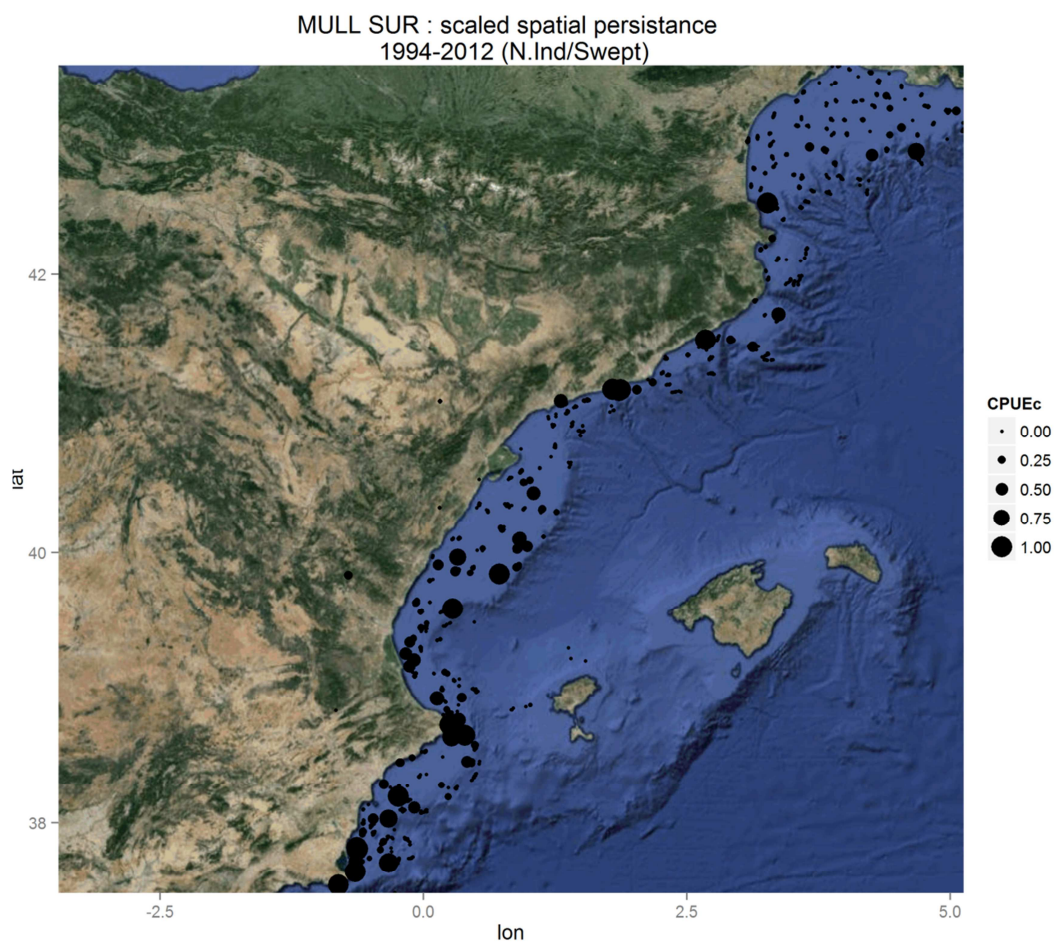 MULL SUR : scaled spatial persistance
1994-2012 (N.Ind/Swept)
42
40
38
lat
-2.5
0.0
2.5
5.0
lon
CPUEc
0.00
0.25
0.50
0.75
1.00